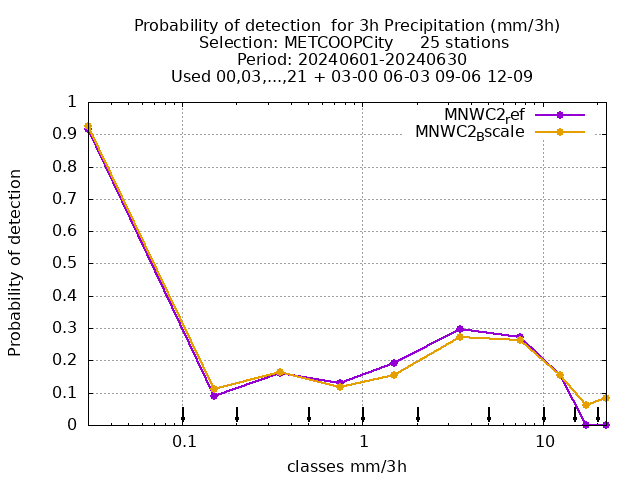 Probability of detection  for 3h Precipitation (mm/3h)
Selection: METCOOPCity     25 stations
Period: 20240601-20240630
Used 00,03,...,21 + 03-00 06-03 09-06 12-09
MNWC2ref
MNWC2Bscale
1
0.9
0.8
0.7
0.6
0.5
0.4
0.3
0.2
0.1
0
Probability of detection
0.1
1
10
classes mm/3h